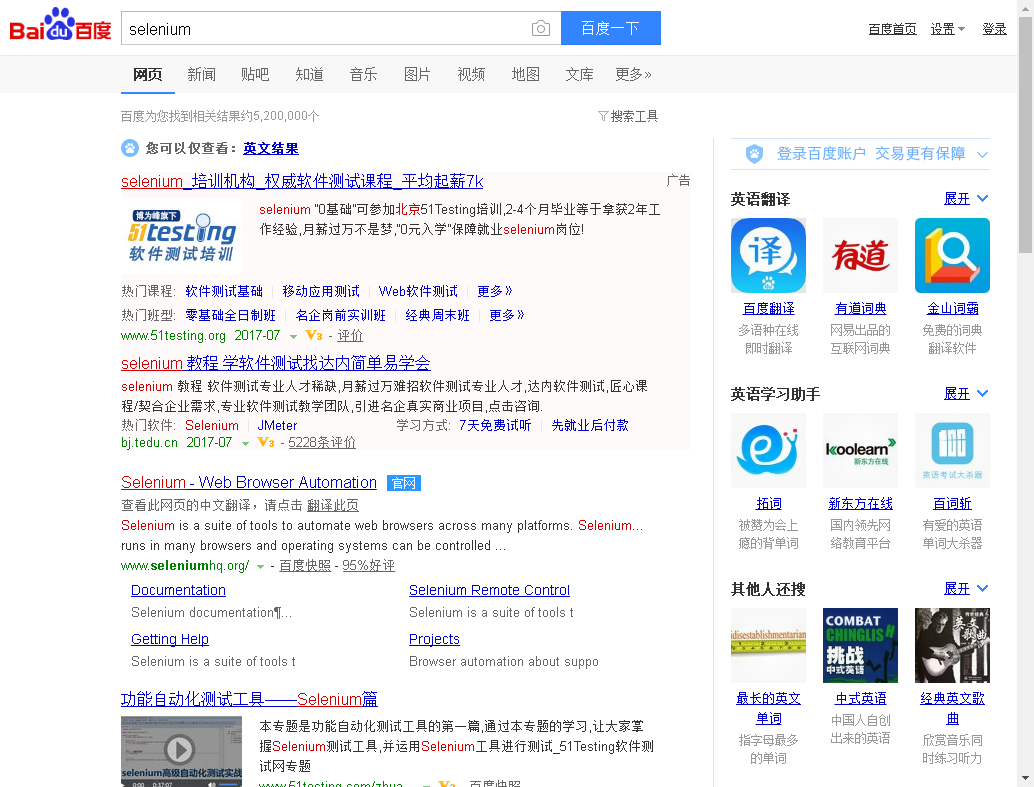 Bai du 百度
selenium
百度一下
百度首页 设置 登录
网页 新闻 贴吧 知道 音乐 图片 视频 地图 文库 更多»
百度为您找到相关结果约5,200,000个
搜索工具
您可以仅查看：英文结果
selenium_培训机构_权威软件测试课程_平均起薪7k
广告
博为峰旗下
51testing
软件测试培训
selenium "0基础"可参加北京51Testing培训,2-4个月毕业等于拿获2年工
作经验,月薪过万不是梦,"0元入学"保障就业selenium岗位!
热门课程: 软件测试基础 | 移动应用测试 | Web软件测试 | 更多»
热门班型: 零基础全日制班 | 名企岗前实训班 | 经典周末班 | 更多»
www.51testing.org 2017-07 V3 - 评价
selenium 教程 学软件测试找达内简单易学会
selenium 教程 软件测试专业人才稀缺,月薪过万难招软件测试专业人才,达内软件测试,匠心课
程/契合企业需求,专业软件测试教学团队,引进名企真实商业项目,点击咨询.
热门软件: Selenium | JMeter 学习方式: 7天免费试听 | 先就业后付款
bj.tedu.cn 2017-07 V3 - 5228条评价
Selenium - Web Browser Automation 官网
查看此网页的中文翻译，请点击 翻译此页
Selenium is a suite of tools to automate web browsers across many platforms. Selenium...
runs in many browsers and operating systems can be controlled ...
www.seleniumhq.org/ - 百度快照 - 95%好评
Documentation
Selenium documentation¶...
Selenium Remote Control
Selenium is a suite of tools t
Getting Help
Selenium is a suite of tools t
Projects
Browser automation about suppo
功能自动化测试工具——Selenium篇
selenium高级自动化测试实战
0:00 0:37:07
本专题是功能自动化测试工具的第一篇,通过本专题的学习,让大家掌
握Selenium测试工具,并运用Selenium工具进行测试_51Testing软件测
试网专题
www.51testing.com/zhua... V3 - 百度快照
登录百度账户 交易更有保障
英语翻译 展开
译
有道
百度翻译 有道词典 金山词霸
多语种在线 网易出品的 免费的词典
即时翻译 互联网词典 翻译软件
英语学习助手 展开
koolearn
新东方在线
英语考试大杀器
拓词 新东方在线 百词斩
被赞为会上 国内领先网 有爱的英语
瘾的背单词 络教育平台 单词大杀器
其他人还搜 展开
idisestablishmentarian
COMBAT
CHINGLISH
挑战
中式英语
英文歌曲
最长的英文 中式英语 经典英文歌
单词 中国人自创 曲
指字母最多 出来的英语 欣赏音乐同
的单词 时练习听力